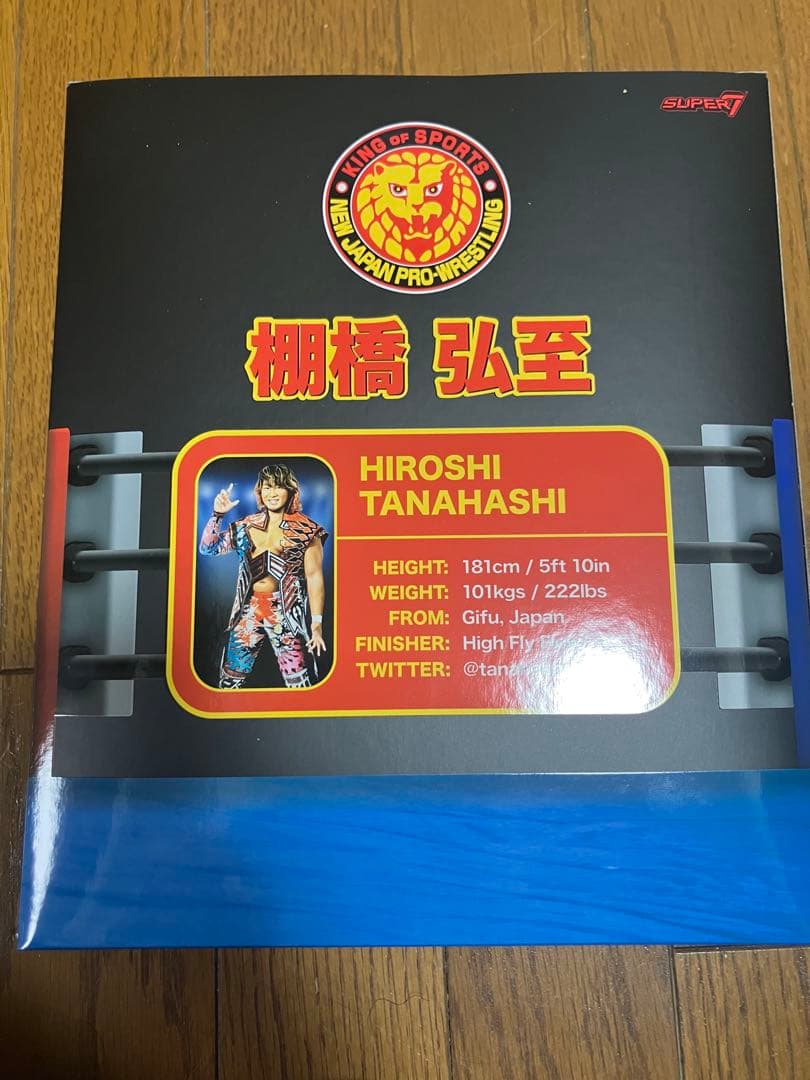 SUPER7
KING OF SPORTS
NEW JAPAN PRO-WRESTLING
棚橋 弘至
HIROSHI
TANAHASHI
HEIGHT: 181cm / 5ft 10in
WEIGHT: 101kgs / 222lbs
FROM: Gifu, Japan
FINISHER: High Fly
TWITTER: